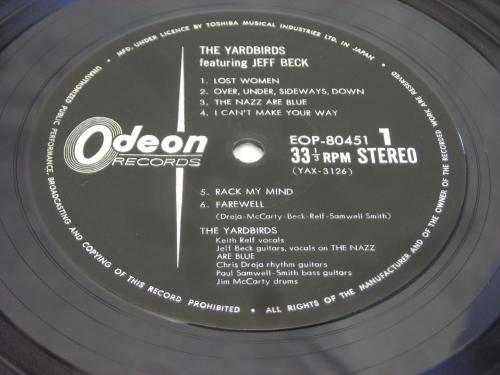 MFD. UNDER LICENCE BY TOSHIBA MUSICAL INDUSTRIES LTD. IN JAPAN
UNAUTHORIZED PUBLIC PERFORMANCE, BROADCASTING AND COPYING OF THIS RECORD PROHIBITED • ALL RIGHTS OF THE MANUFACTURER AND OF THE OWNER OF THE RECORDED WORK ARE RESERVED
THE YARDBIRDS
featuring JEFF BECK
1. LOST WOMEN
2. OVER, UNDER, SIDEWAYS, DOWN
3. THE NAZZ ARE BLUE
4. I CAN'T MAKE YOUR WAY
Odeon
RECORDS
EOP-80451 1
33 1/3 RPM STEREO
(YAX-3126)
5. RACK MY MIND
6. FAREWELL
(Dreja-McCarty-Beck-Relf-Samwell Smith)
THE YARDBIRDS
Keith Relf vocals
Jeff Beck guitars, vocals on THE NAZZ
ARE BLUE
Chris Dreja rhythm guitars
Paul Samwell-Smith bass guitars
Jim McCarty drums